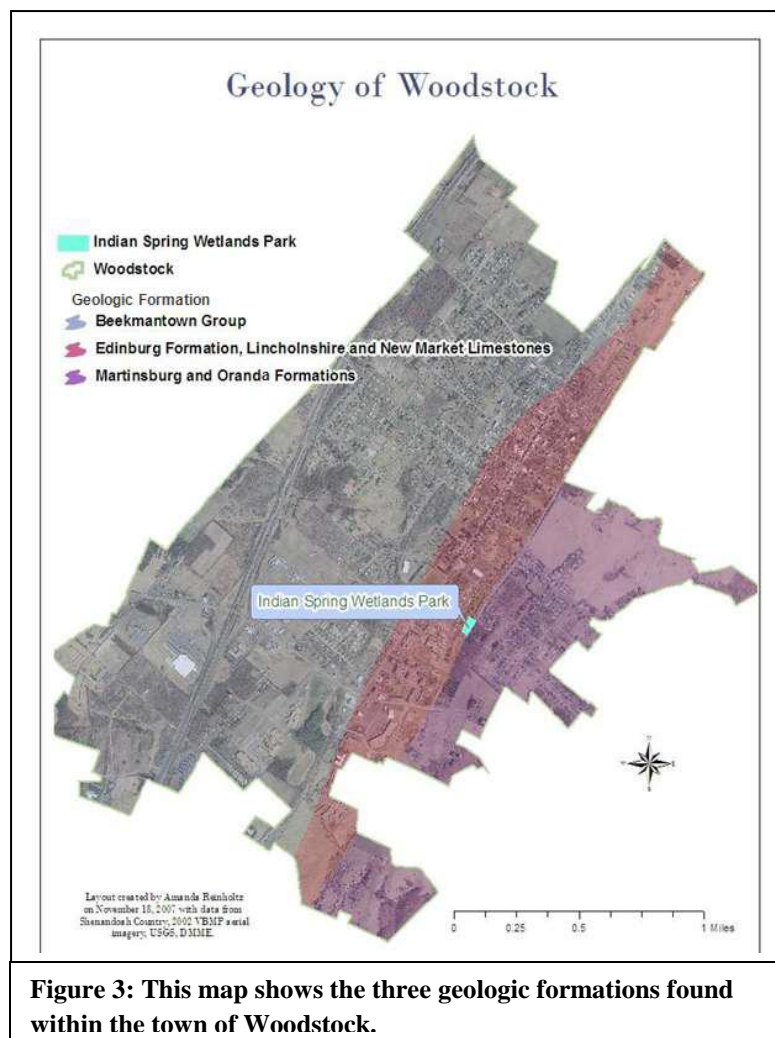 Geology of Woodstock
Indian Spring Wetlands Park
Woodstock
Geologic Formation
Beekmantown Group
Edinburg Formation, Lincholnshire and New Market Limestones
Martinsburg and Oranda Formations
Indian Spring Wetlands Park
Layout created by Amanda Reinholtz
on November 18, 2007 with data from
Shenandoah Country, 2002 VBMP aerial
imagery, USGS, DMME.
0 0.25 0.5 1 Miles
Figure 3: This map shows the three geologic formations found
within the town of Woodstock.